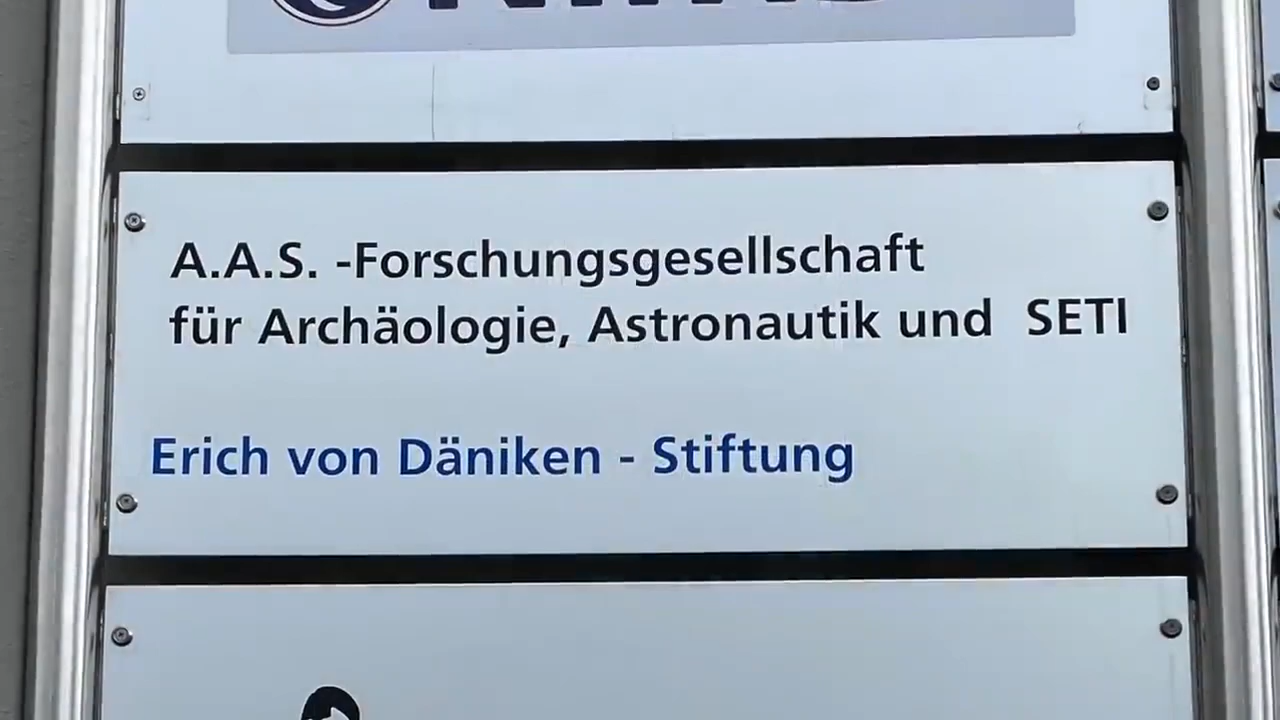 A.A.S. -Forschungsgesellschaft
für Archäologie, Astronautik und SETI
Erich von Däniken - Stiftung